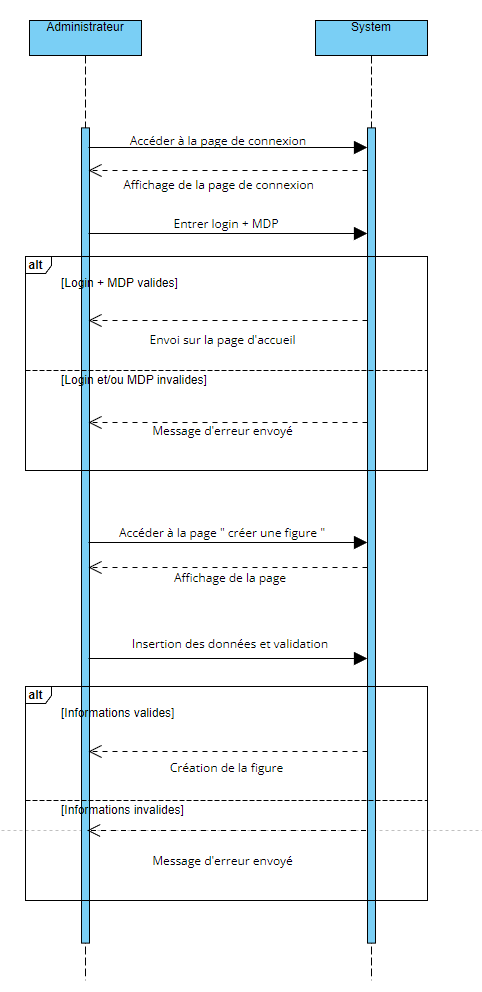 Administrateur
System
Accéder à la page de connexion
Affichage de la page de connexion
Entrer login + MDP
alt
[Login + MDP valides]
Envoi sur la page d'accueil
[Login et/ou MDP invalides]
Message d'erreur envoyé
Accéder à la page " créer une figure "
Affichage de la page
Insertion des données et validation
alt
[Informations valides]
Création de la figure
[Informations invalides]
Message d'erreur envoyé